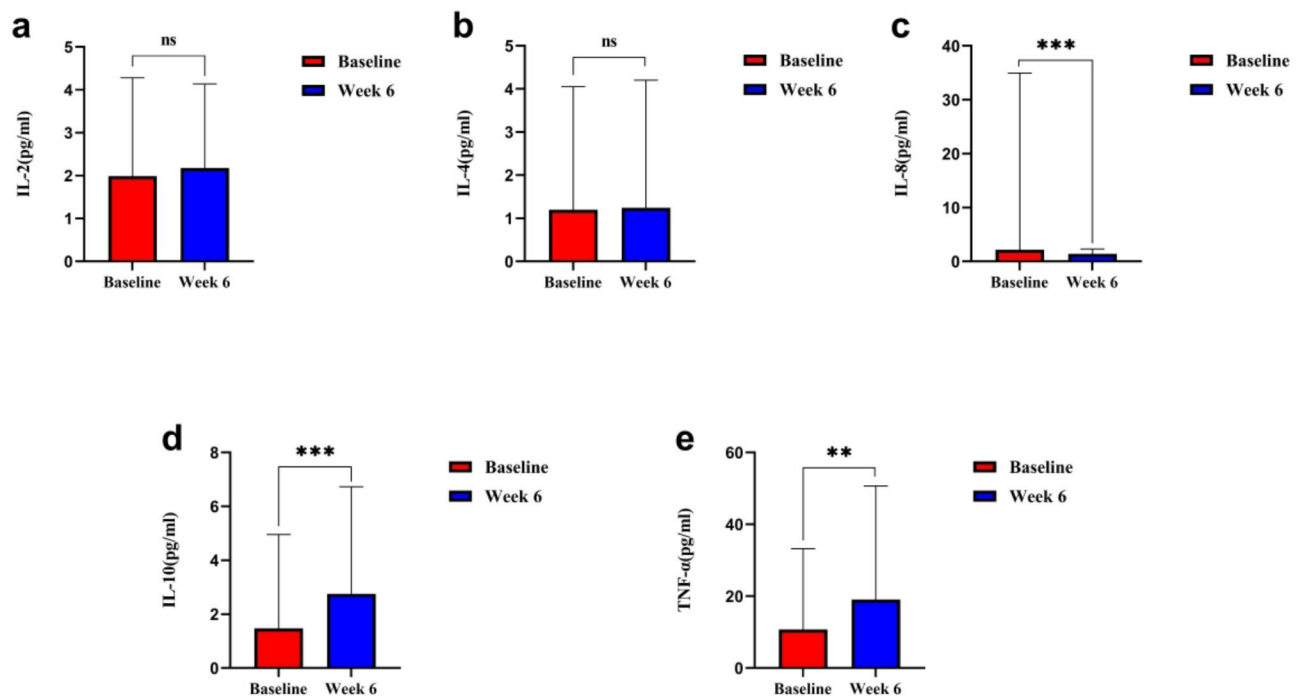 a
ns
5
4
3
2
1
0
IL-2(pg/ml)
Baseline
Week 6
Baseline
Week 6
b
ns
5
4
3
2
1
0
IL-4(pg/ml)
Baseline
Week 6
Baseline
Week 6
c
***
40
30
20
10
0
IL-8(pg/ml)
Baseline
Week 6
Baseline
Week 6
d
***
8
6
4
2
0
IL-10(pg/ml)
Baseline
Week 6
Baseline
Week 6
e
**
60
40
20
0
TNF-α(pg/ml)
Baseline
Week 6
Baseline
Week 6